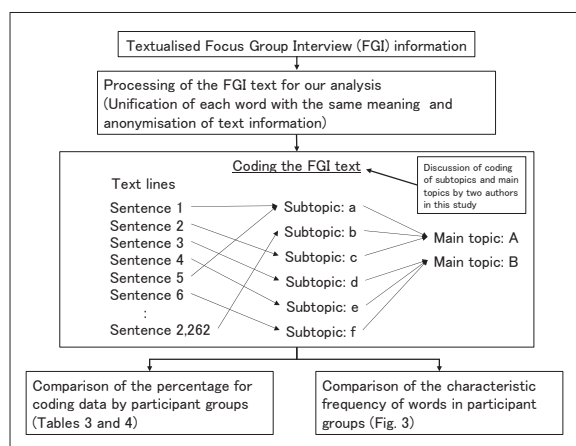 Textualised Focus Group Interview (FGI) information
Processing of the FGI text for our analysis
(Unification of each word with the same meaning and
anonymisation of text information)
Coding the FGI text
Discussion of coding
of subtopics and main
topics by two authors
in this study
Text lines
Sentence 1
Sentence 2
Sentence 3
Sentence 4
Sentence 5
Sentence 6
:
Sentence 2,262
Subtopic: a
Subtopic: b
Subtopic: c
Subtopic: d
Subtopic: e
Subtopic: f
Main topic: A
Main topic: B
Comparison of the percentage for
coding data by participant groups
(Tables 3 and 4)
Comparison of the characteristic
frequency of words in participant
groups (Fig. 3)